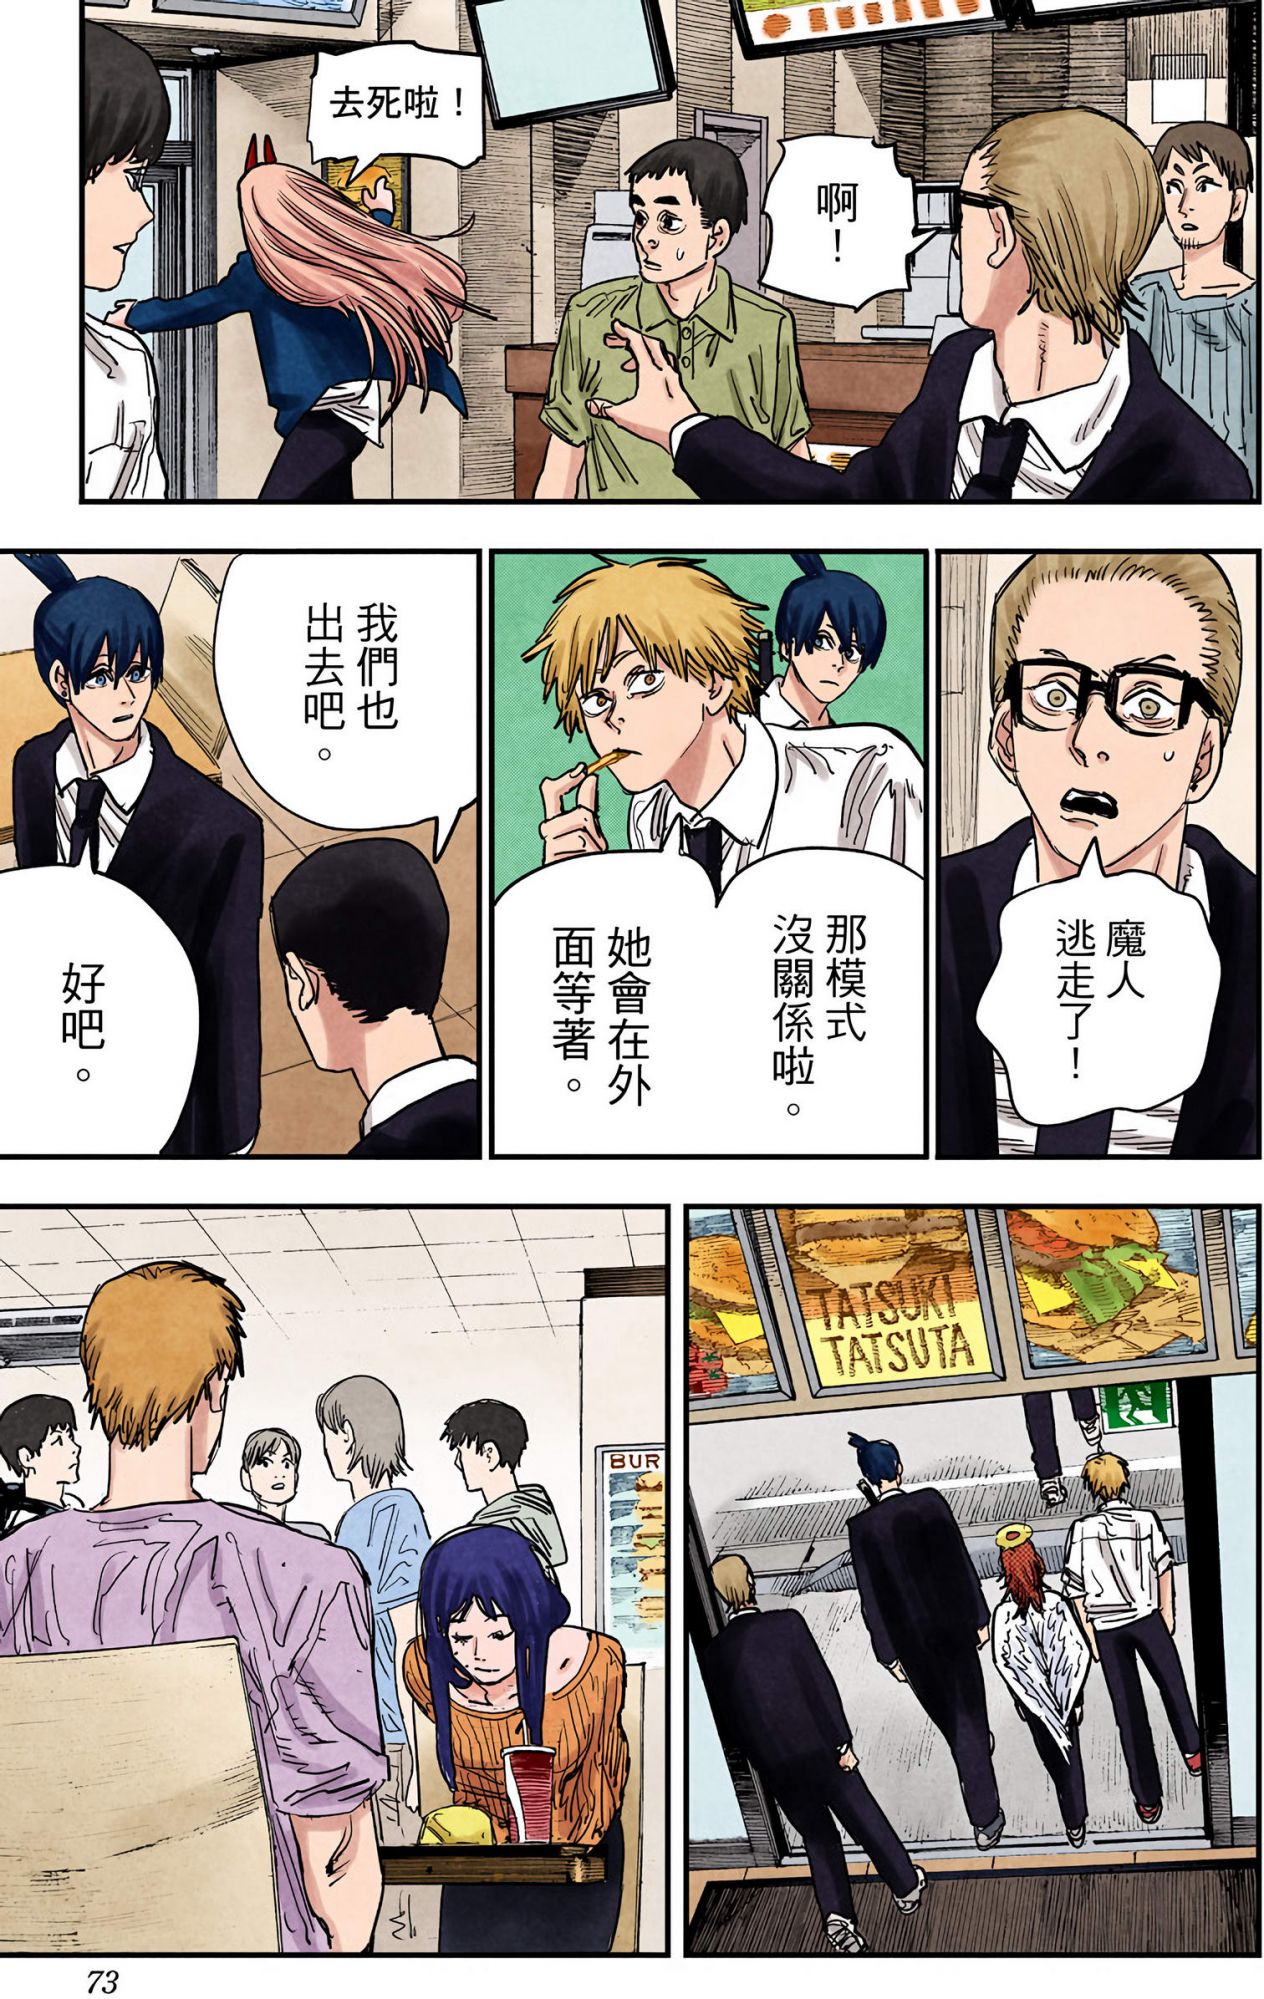 啊！
去死啦！
魔人
逃走了！
那模式
沒關係啦。
她會在外
面等著。
我們也
出去吧。
好吧。
TATSUKI
TATSUTA
BUR
73